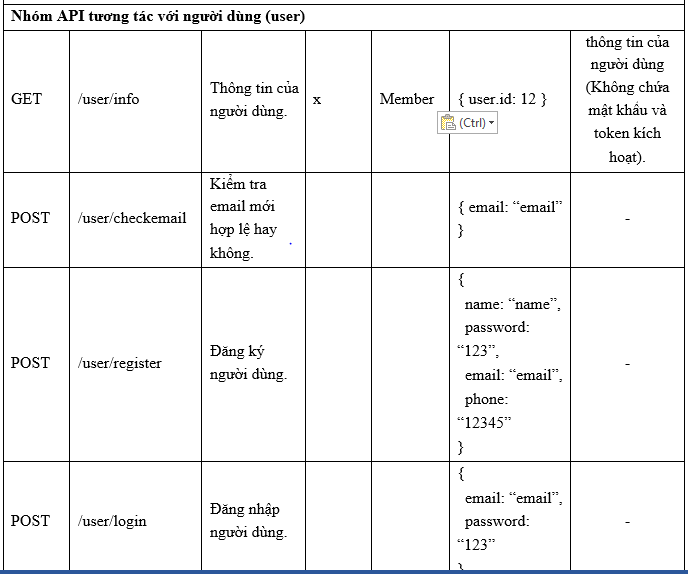 Nhóm API tương tác với người dùng (user)
GET
/user/info
Thông tin của
người dùng.
x
Member
{ user.id: 12 }
thông tin của
người dùng
(Không chứa
mật khẩu và
token kích
hoạt).
(Ctrl)
POST
/user/checkemail
Kiểm tra
email mới
hợp lệ hay
không.
{ email: “email”
}
-
POST
/user/register
Đăng ký
người dùng.
{
name: “name”,
password:
“123”,
email: “email”,
phone:
“12345”
}
-
POST
/user/login
Đăng nhập
người dùng.
{
email: “email”,
password:
“123”
}
-